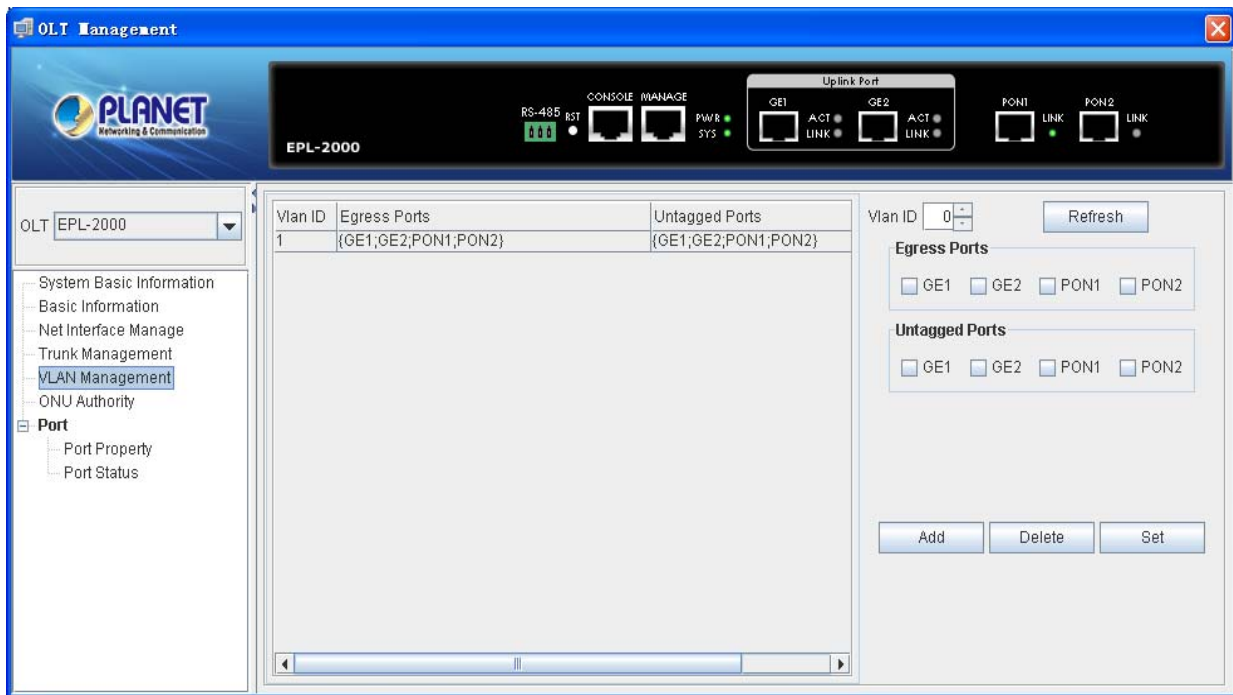 OLT Management
PLANET
Networking & Communication
EPL-2000
RS-485 RST
CONSOLE MANAGE
PWR
SYS
Uplink Port
GE1
ACT
LINK
GE2
ACT
LINK
PON1
LINK
PON2
LINK
OLT EPL-2000
System Basic Information
Basic Information
Net Interface Manage
Trunk Management
VLAN Management
ONU Authority
Port
Port Property
Port Status
Vlan ID Egress Ports Untagged Ports
1 {GE1;GE2;PON1;PON2} {GE1;GE2;PON1;PON2}
Vlan ID 0 Refresh
Egress Ports
GE1 GE2 PON1 PON2
Untagged Ports
GE1 GE2 PON1 PON2
Add Delete Set